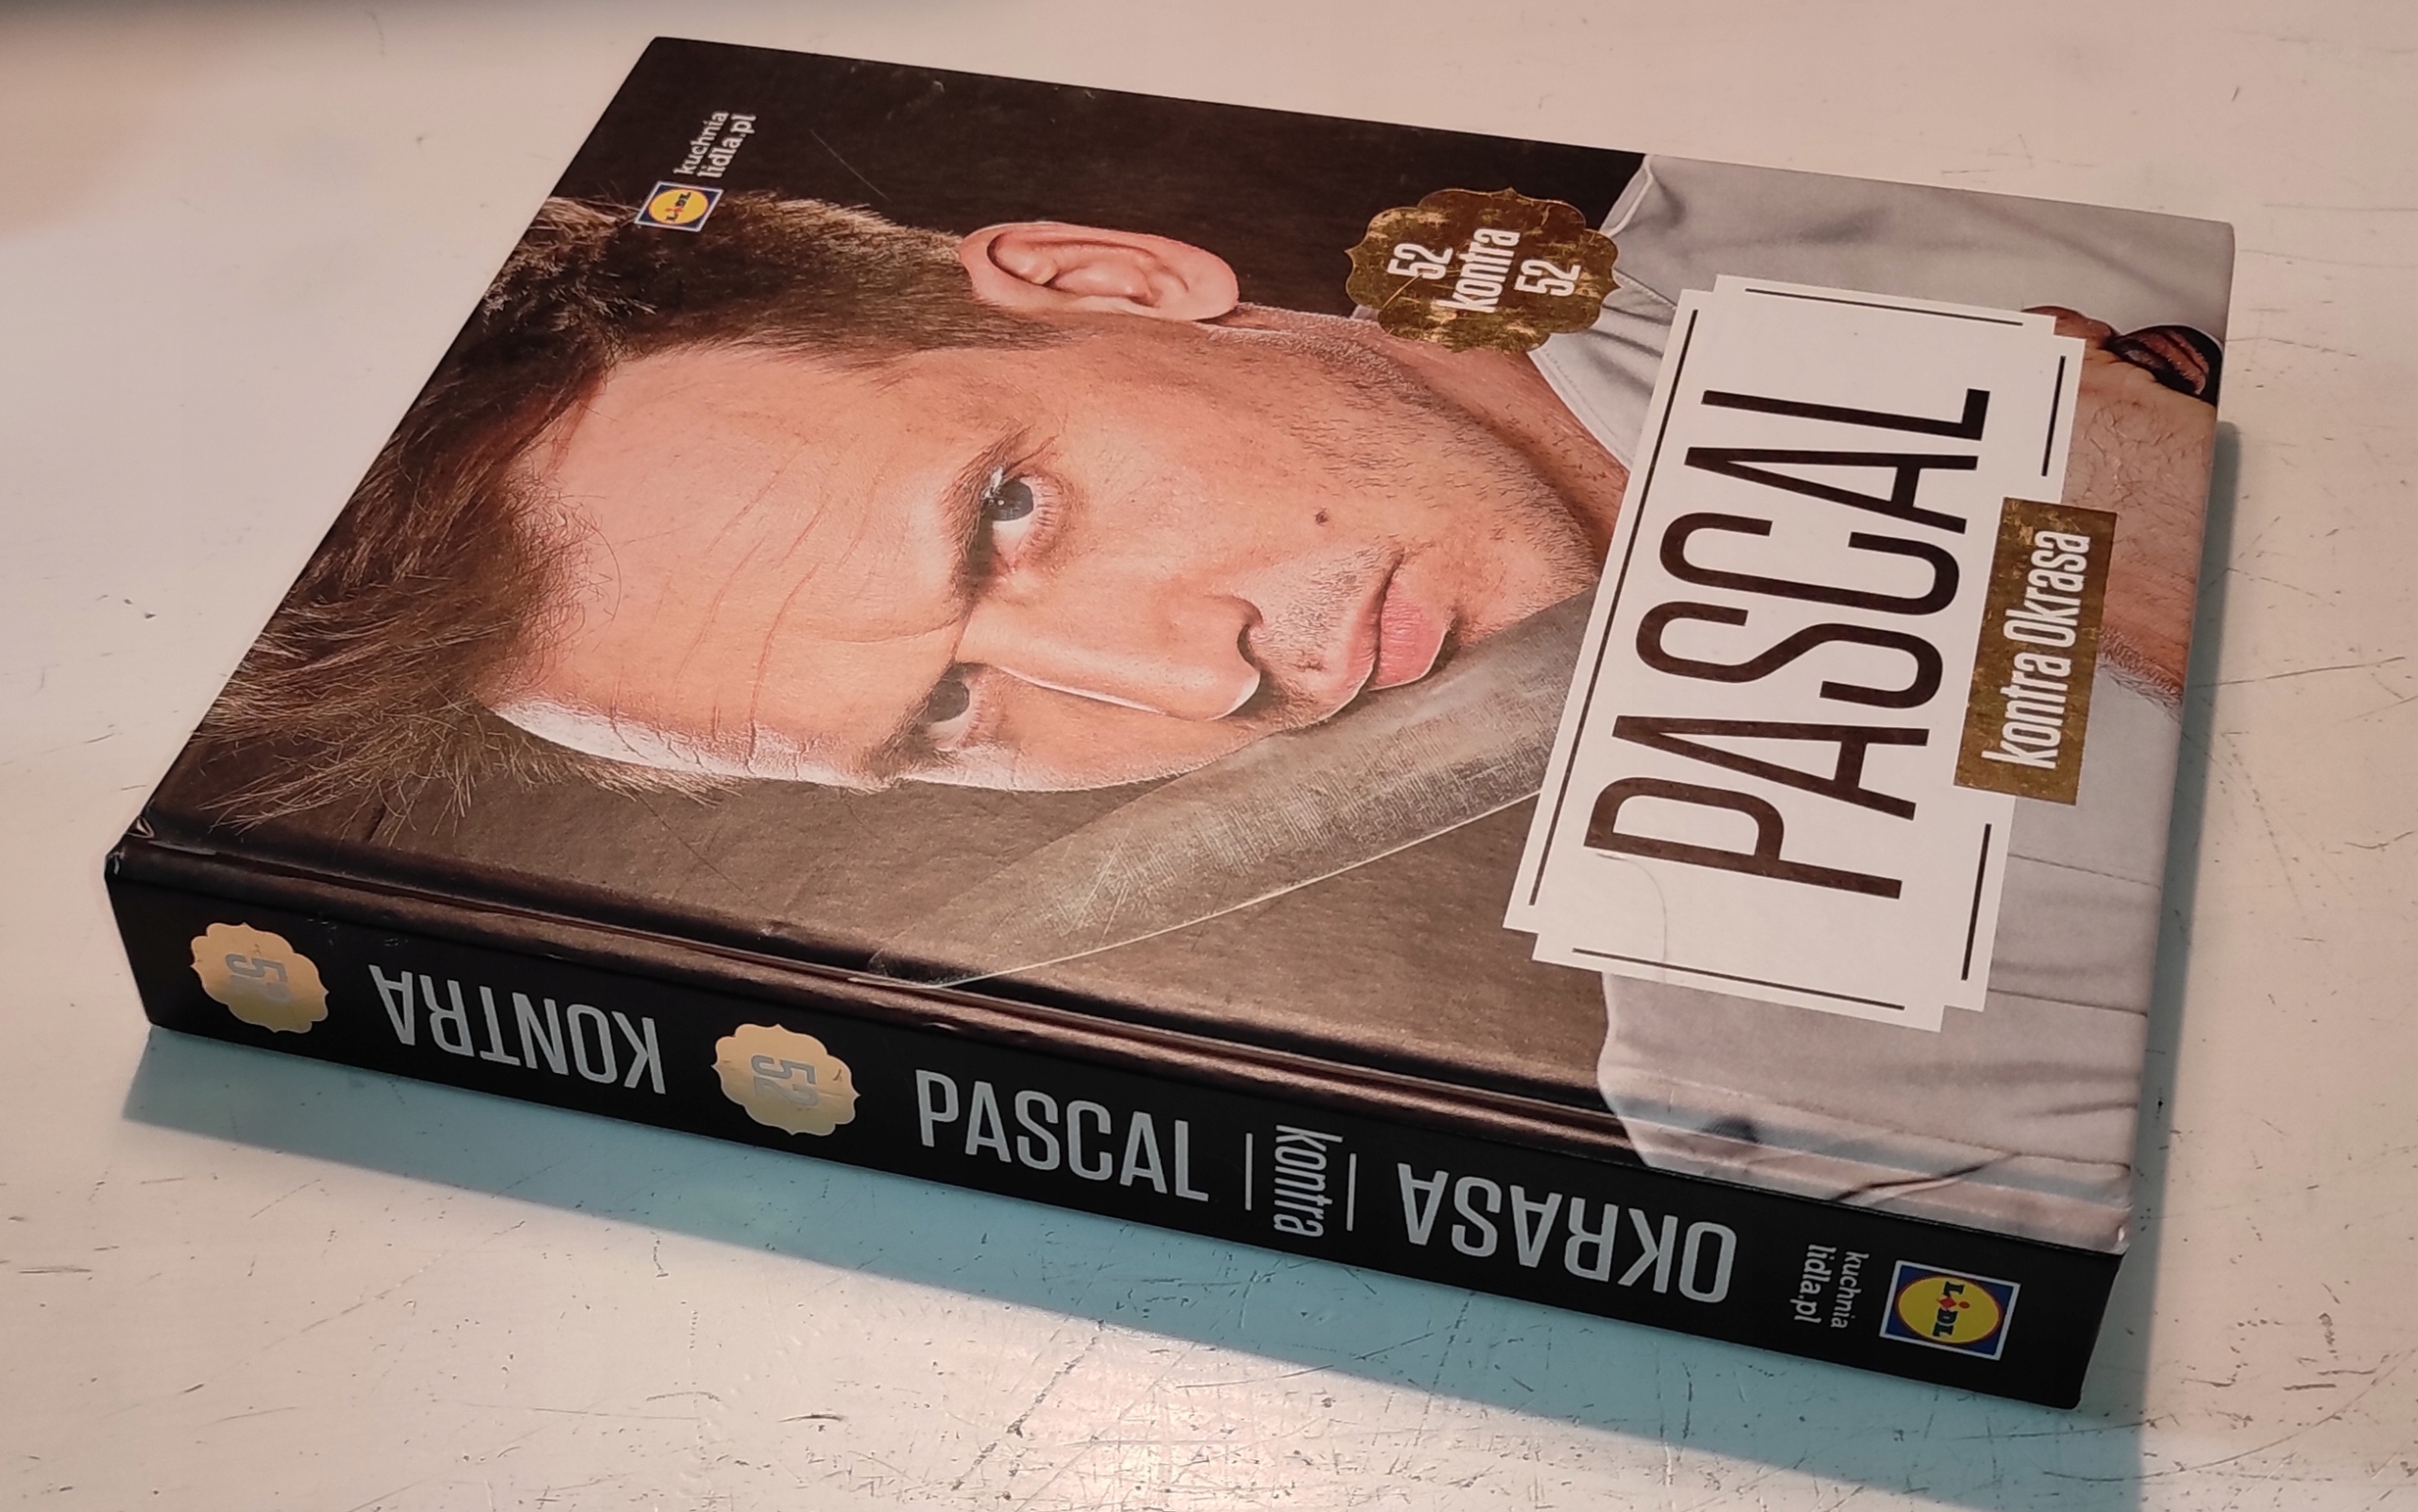 LIDL
kuchnia
lidla.pl
52
kontra
52
PASCAL
kontra Okrasa
52
KONTRA
52
PASCAL
kontra
OKRASA
kuchnia
lidla.pl
LIDL